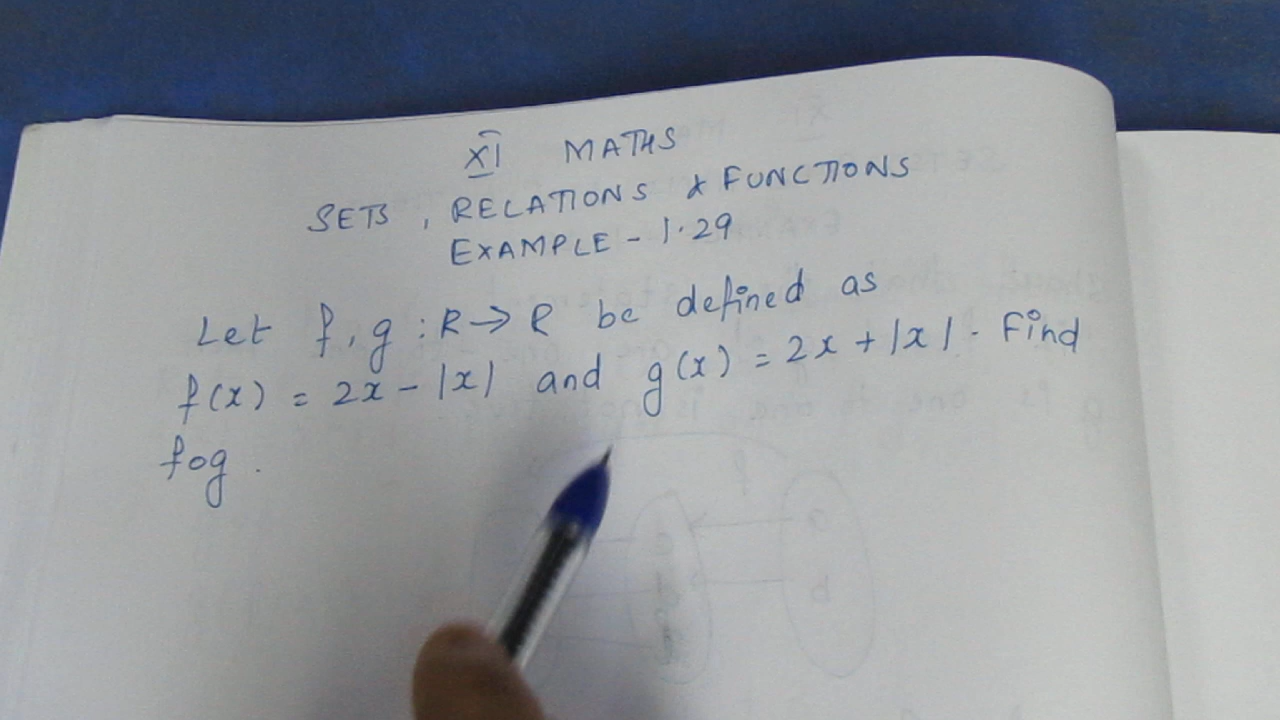 XI MATHS
SETS, RELATIONS & FUNCTIONS
EXAMPLE - 1.29
Let f, g : R → R be defined as
f(x) = 2x - |x| and g(x) = 2x + |x|. Find
fog.